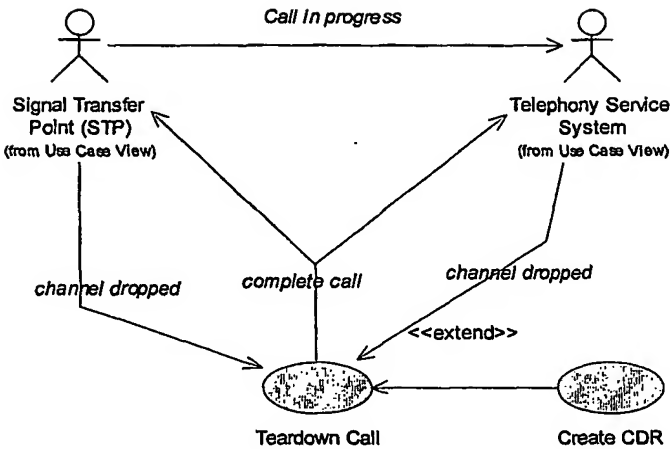 Call in progress
Signal Transfer
Point (STP)
(from Use Case View)
Telephony Service
System
(from Use Case View)
channel dropped
complete call
channel dropped
<<extend>>
Teardown Call
Create CDR